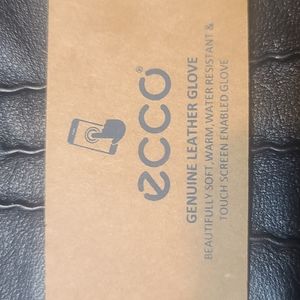 ecco®
GENUINE LEATHER GLOVE
BEAUTIFULLY SOFT,WARM,WATER RESISTANT &
TOUCH SCREEN ENABLED GLOVE